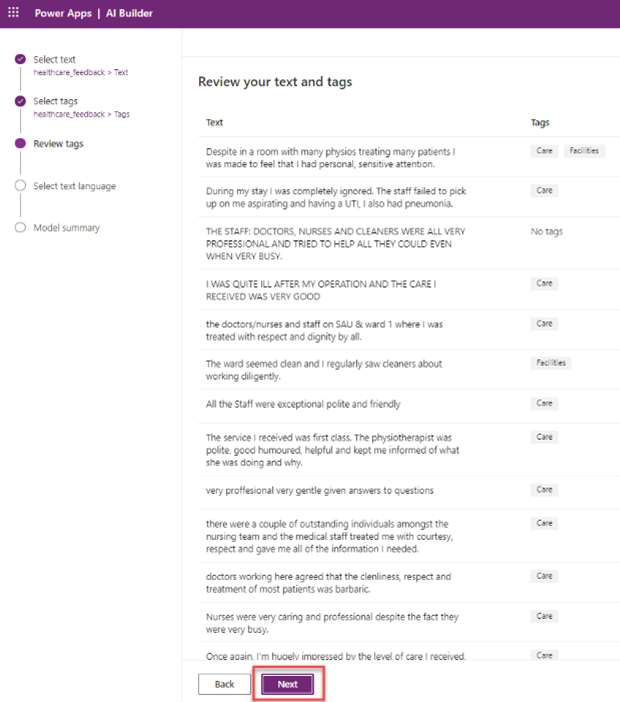 Power Apps | AI Builder
Select text
healthcare_feedback > Text
Select tags
healthcare_feedback > Tags
Review tags
Select text language
Model summary
Review your text and tags
Text Tags
Despite in a room with many physios treating many patients I Care Facilities
was made to feel that I had personal, sensitive attention.
During my stay I was completely ignored. The staff failed to pick Care
up on me aspirating and having a UTI, I also had pneumonia.
THE STAFF: DOCTORS, NURSES AND CLEANERS WERE ALL VERY No tags
PROFESSIONAL AND TRIED TO HELP ALL THEY COULD EVEN
WHEN VERY BUSY.
I WAS QUITE ILL AFTER MY OPERATION AND THE CARE I Care
RECEIVED WAS VERY GOOD
the doctors/nurses and staff on SAU & ward 1 where I was Care
treated with respect and dignity by all.
The ward seemed clean and I regularly saw cleaners about Facilities
working diligently.
All the Staff were exceptional polite and friendly Care
The service I received was first class. The physiotherapist was Care
polite, good humoured, helpful and kept me informed of what
she was doing and why.
very proffesional very gentle given answers to questions Care
there were a couple of outstanding individuals amongst the Care
nursing team and the medical staff treated me with courtesy,
respect and gave me all of the information I needed.
doctors working here agreed that the clenliness, respect and Care
treatment of most patients was barbaric.
Nurses were very caring and professional despite the fact they Care
were very busy.
Once again, I'm hugely impressed by the level of care I received. Care
Back Next